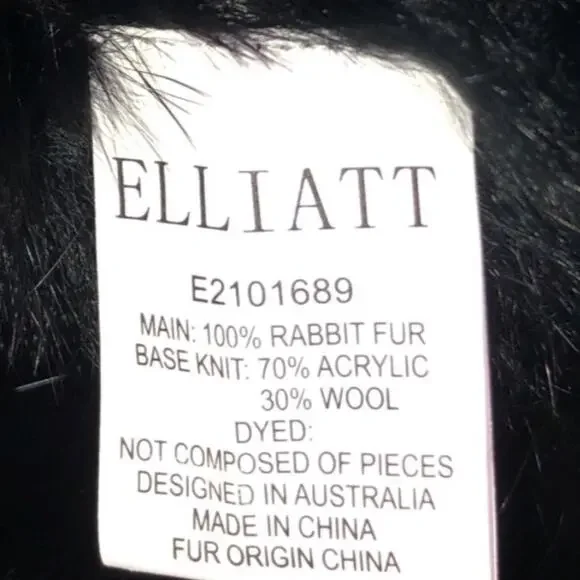 ELLIATT
E2101689
MAIN: 100% RABBIT FUR
BASE KNIT: 70% ACRYLIC
30% WOOL
DYED:
NOT COMPOSED OF PIECES
DESIGNED IN AUSTRALIA
MADE IN CHINA
FUR ORIGIN CHINA